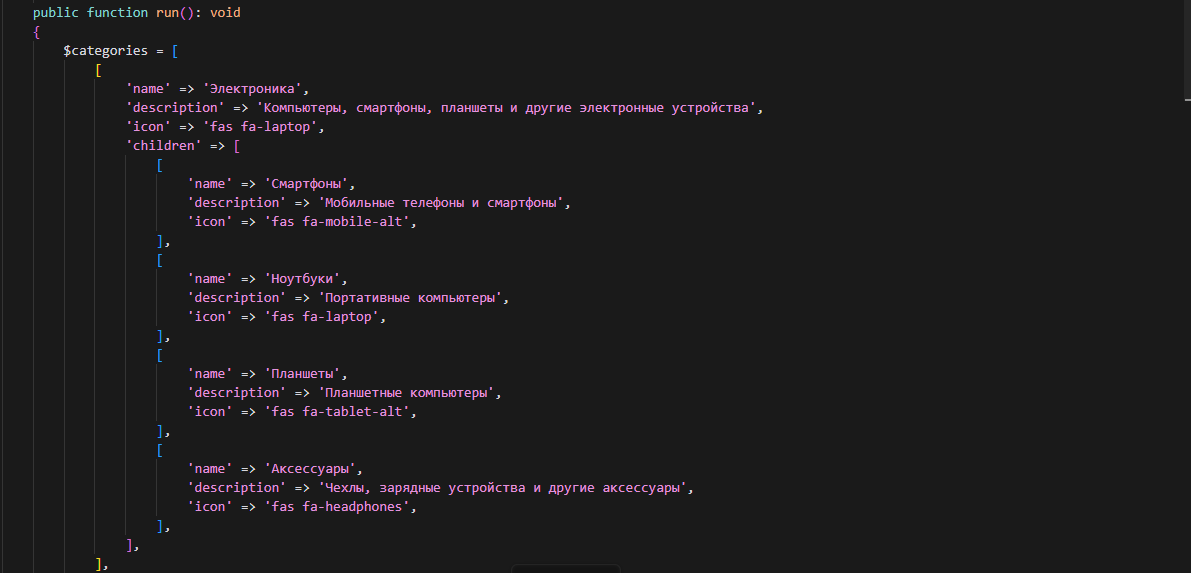 public function run(): void
{
$categories = [
[
'name' => 'Электроника',
'description' => 'Компьютеры, смартфоны, планшеты и другие электронные устройства',
'icon' => 'fas fa-laptop',
'children' => [
[
'name' => 'Смартфоны',
'description' => 'Мобильные телефоны и смартфоны',
'icon' => 'fas fa-mobile-alt',
],
[
'name' => 'Ноутбуки',
'description' => 'Портативные компьютеры',
'icon' => 'fas fa-laptop',
],
[
'name' => 'Планшеты',
'description' => 'Планшетные компьютеры',
'icon' => 'fas fa-tablet-alt',
],
[
'name' => 'Аксессуары',
'description' => 'Чехлы, зарядные устройства и другие аксессуары',
'icon' => 'fas fa-headphones',
],
],
],